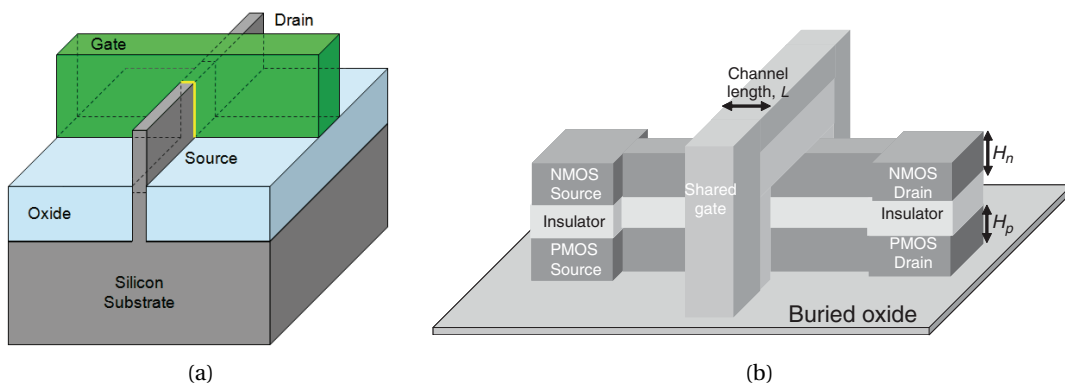 Drain
Gate
Source
Oxide
Silicon
Substrate
(a)
Channel
length, L
NMOS
Source
Shared
gate
NMOS
Drain
Hn
Insulator
Insulator
Hp
PMOS
Source
PMOS
Drain
Buried oxide
(b)